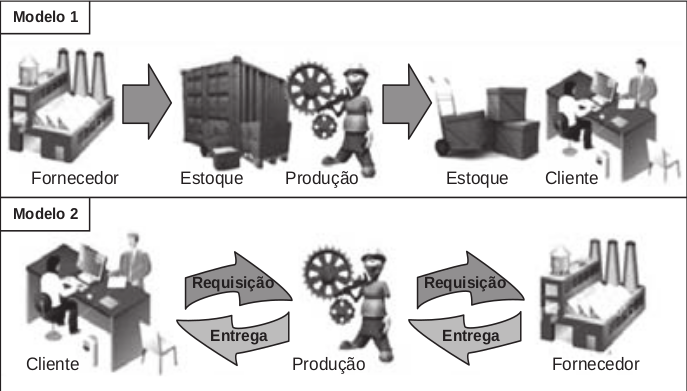 Modelo 1
Fornecedor Estoque Produção Estoque Cliente
Modelo 2
Requisição Requisição
Entrega Entrega
Cliente Produção Fornecedor